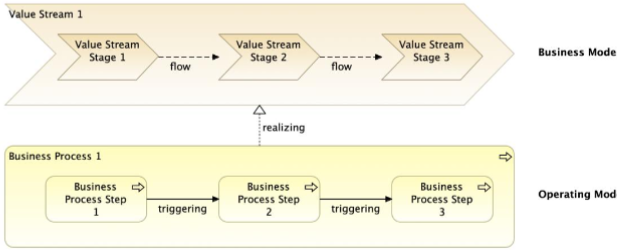 Value Stream 1
Value Stream
Stage 1
flow
Value Stream
Stage 2
flow
Value Stream
Stage 3
Business Mode
realizing
Business Process 1
Business
Process Step
1
triggering
Business
Process Step
2
triggering
Business
Process Step
3
Operating Mod